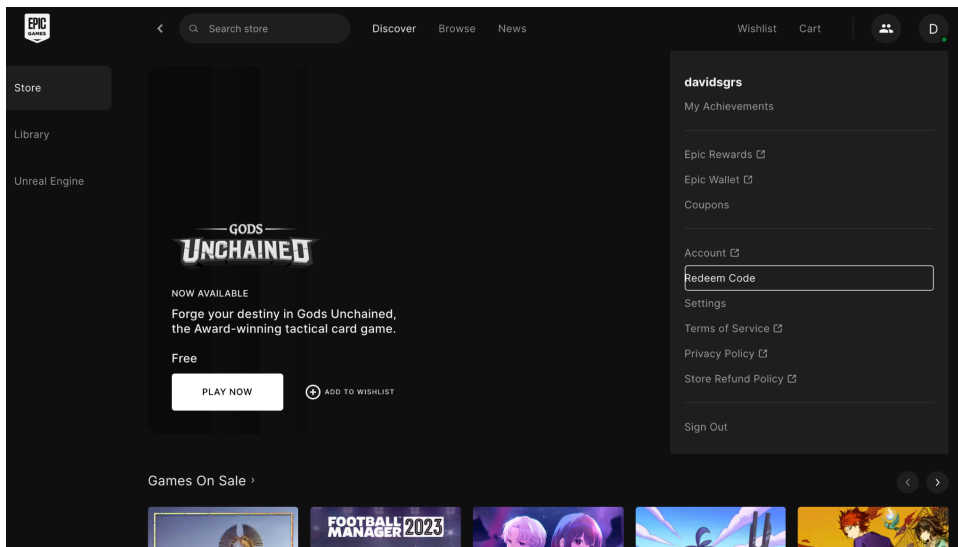 EPIC
GAMES
Search store
Discover
Browse
News
Wishlist
Cart
D
Store
Library
Unreal Engine
davidsgrs
My Achievements
Epic Rewards
Epic Wallet
Coupons
Account
Redeem Code
Settings
Terms of Service
Privacy Policy
Store Refund Policy
Sign Out
GODS
UNCHAINED
NOW AVAILABLE
Forge your destiny in Gods Unchained,
the Award-winning tactical card game.
Free
PLAY NOW
ADD TO WISHLIST
Games On Sale
FOOTBALL
MANAGER 2023